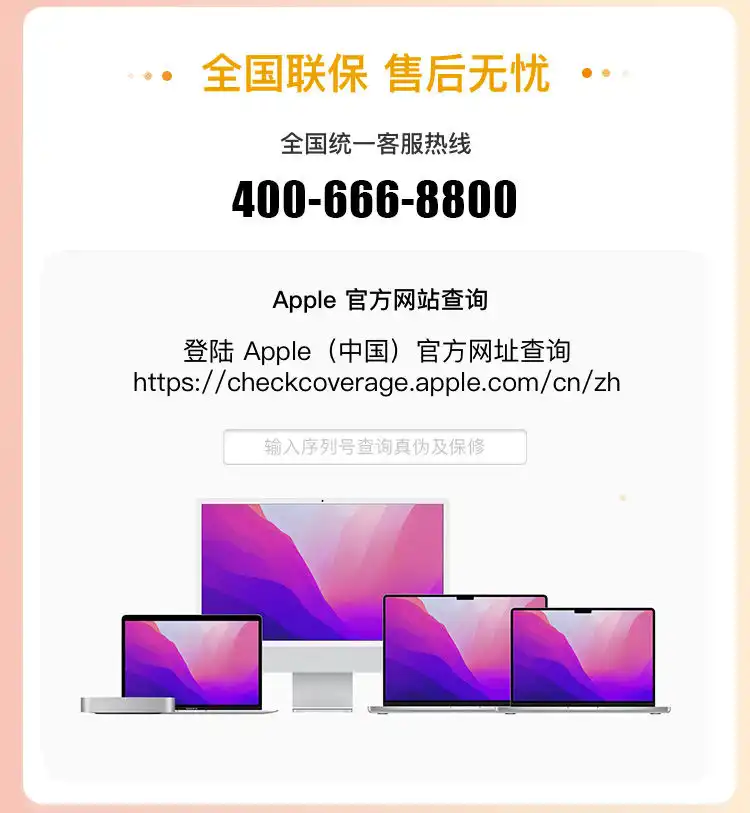 全国联保 售后无忧
全国统一客服热线
400-666-8800
Apple 官方网站查询
登陆 Apple（中国）官方网址查询
https://checkcoverage.apple.com/cn/zh
输入序列号查询真伪及保修